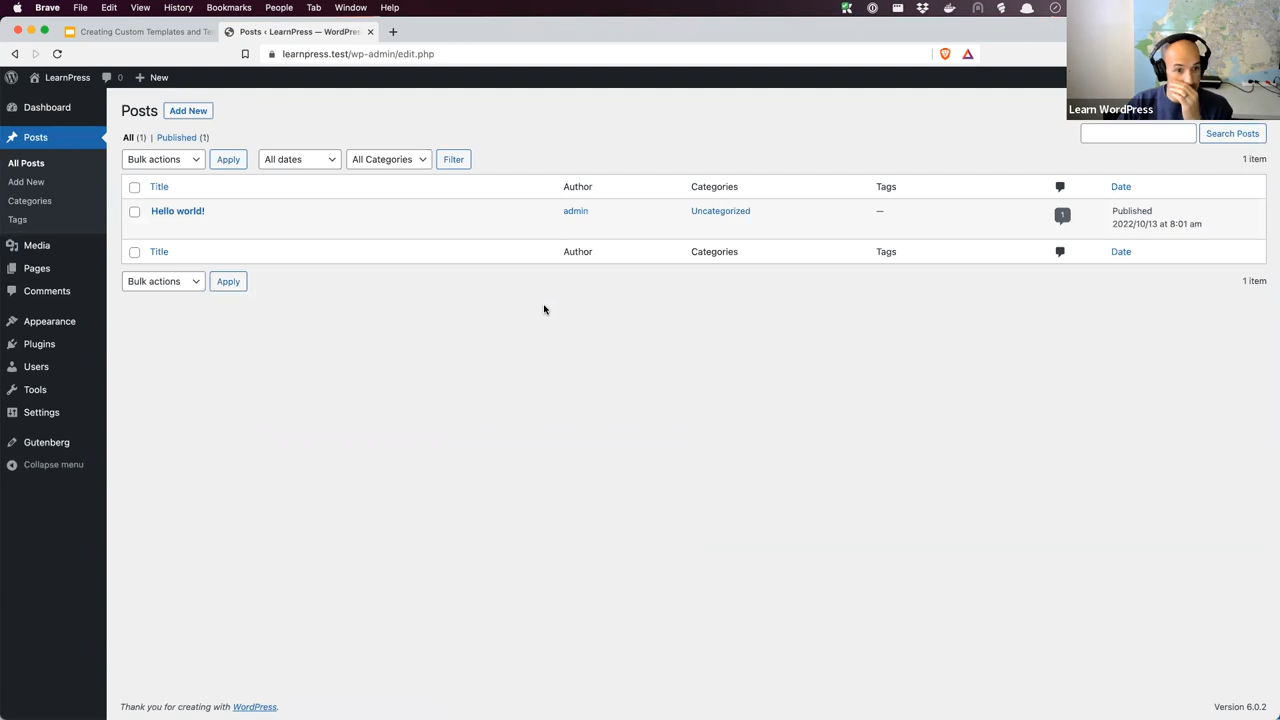 Brave File Edit View History Bookmarks People Tab Window Help
Creating Custom Templates and Te
Posts ‹ LearnPress — WordPres
learnpress.test/wp-admin/edit.php
LearnPress 0 New
Learn WordPress
Dashboard
Posts
All Posts
Add New
Categories
Tags
Media
Pages
Comments
Appearance
Plugins
Users
Tools
Settings
Gutenberg
Collapse menu
Posts Add New
All (1) | Published (1)
Search Posts
Bulk actions Apply All dates All Categories Filter
1 item
Title Author Categories Tags Date
Hello world! admin Uncategorized — 1 Published
2022/10/13 at 8:01 am
Title Author Categories Tags Date
Bulk actions Apply
1 item
Thank you for creating with WordPress.
Version 6.0.2